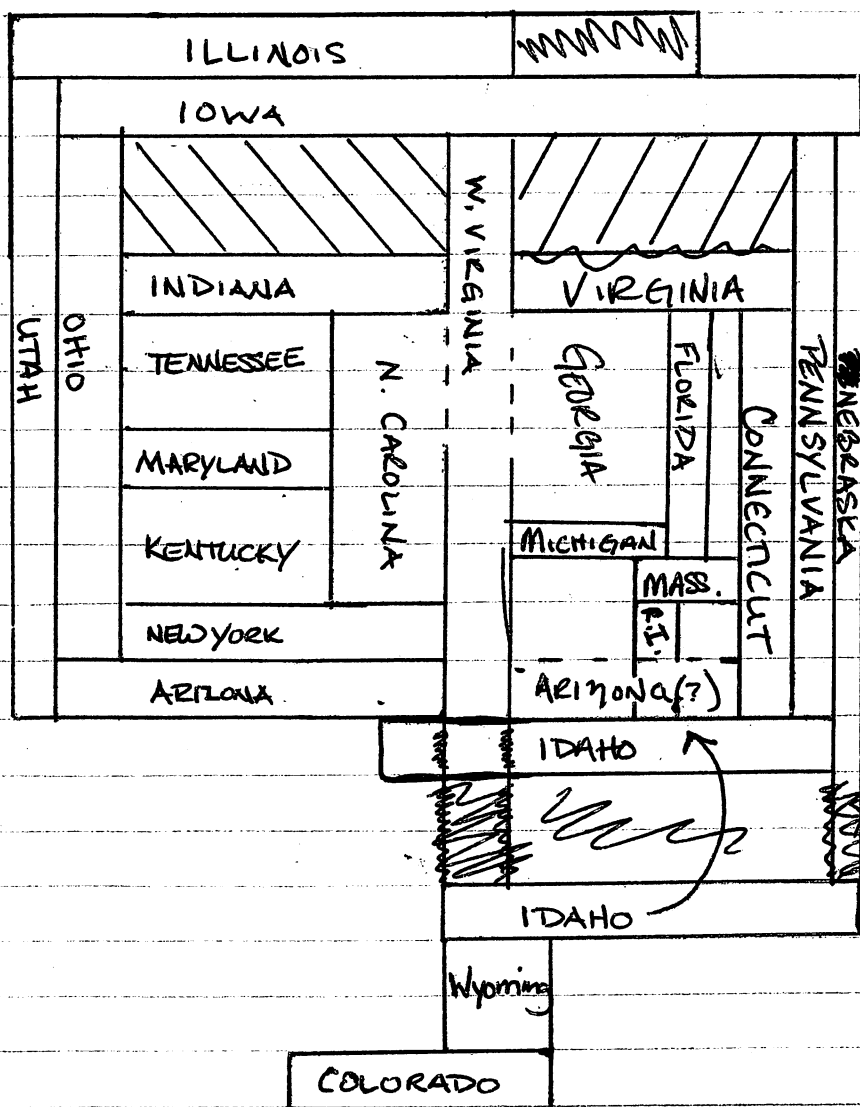 ILLINOIS
IOWA
W. VIRGINIA
INDIANA
VIRGINIA
UTAH
OHIO
TENNESSEE
N. CAROLINA
GEORGIA
FLORIDA
CONNECTICUT
PENNSYLVANIA
NEBRASKA
MARYLAND
KENTUCKY
MICHIGAN
MASS.
R.I.
NEW YORK
ARIZONA
ARIZONA(?)
IDAHO
IDAHO
Wyoming
COLORADO